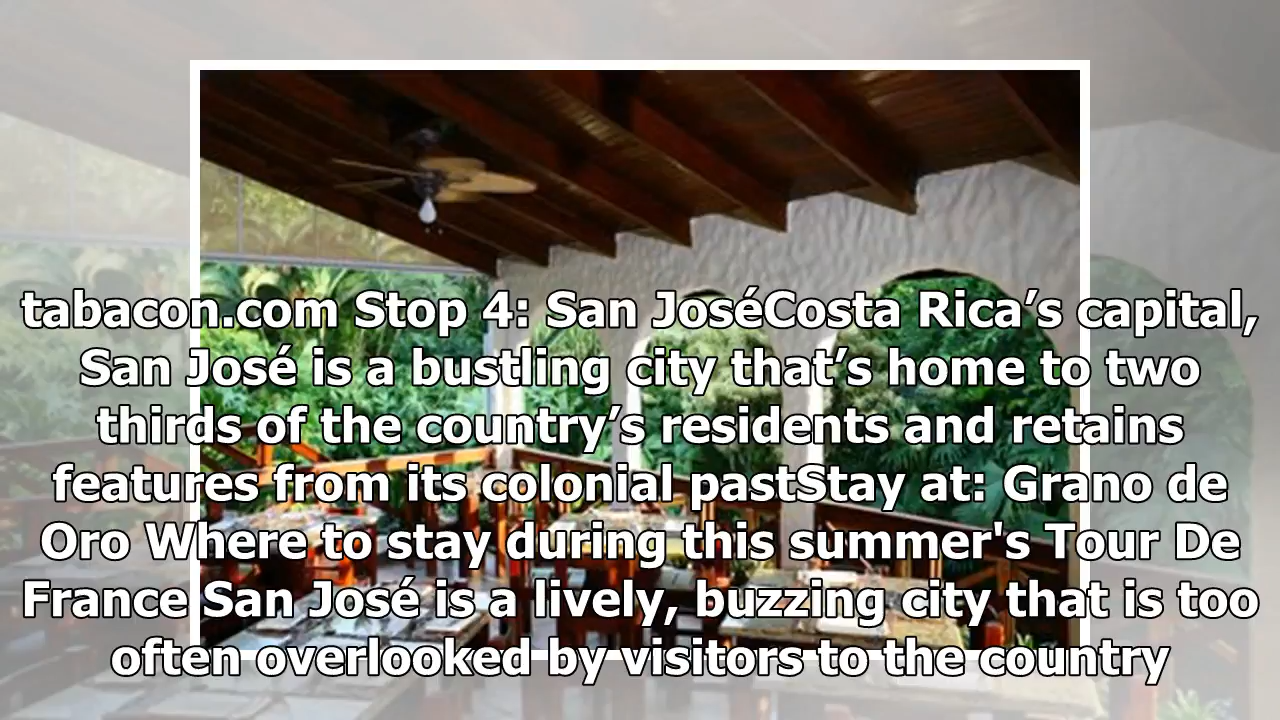 tabacon.com Stop 4: San JoséCosta Rica’s capital,
San José is a bustling city that’s home to two
thirds of the country’s residents and retains
features from its colonial pastStay at: Grano de
Oro Where to stay during this summer's Tour De
France San José is a lively, buzzing city that is too
often overlooked by visitors to the country